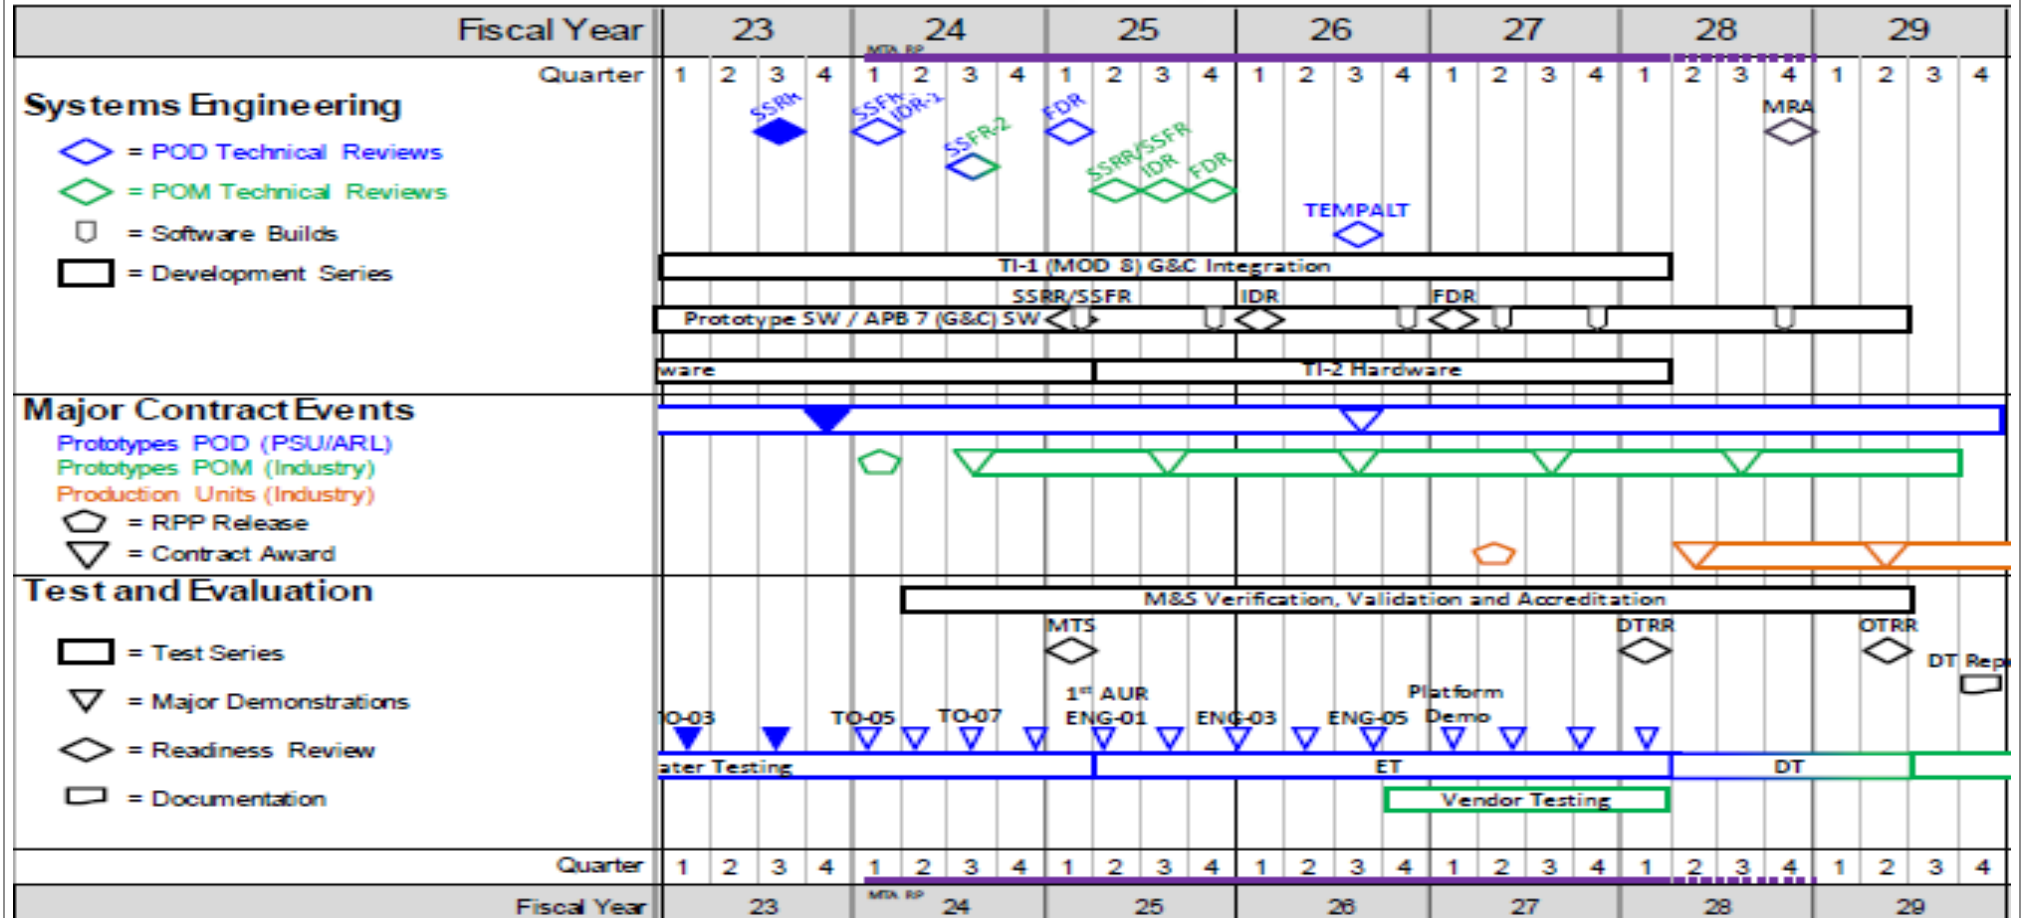 Fiscal Year 23 24 25 26 27 28 29
MTA RP
Quarter 1 2 3 4 1 2 3 4 1 2 3 4 1 2 3 4 1 2 3 4 1 2 3 4 1 2 3 4
Systems Engineering
SSRR IDR-1 FDR MRA
= POD Technical Reviews
SSFR-2 SSRR/SSFR IDR FDR
= POM Technical Reviews
TEMPALT
= Software Builds
= Development Series
TI-1 (MOD 8) G&C Integration
SSRR/SSFR IDR FDR
Prototype SW / APB 7 (G&C) SW
ware TI-2 Hardware
Major Contract Events
Prototypes POD (PSU/ARL)
Prototypes POM (Industry)
Production Units (Industry)
= RPP Release
= Contract Award
Test and Evaluation
M&S Verification, Validation and Accreditation
MTS DTRR OTRR
= Test Series
DT Rep
= Major Demonstrations
1st AUR Platform
O-03 TO-05 TO-07 ENG-01 ENG-03 ENG-05 Demo
= Readiness Review
ater Testing ET DT
= Documentation
Vendor Testing
Quarter 1 2 3 4 1 2 3 4 1 2 3 4 1 2 3 4 1 2 3 4 1 2 3 4 1 2 3 4
MTA RP
Fiscal Year 23 24 25 26 27 28 29